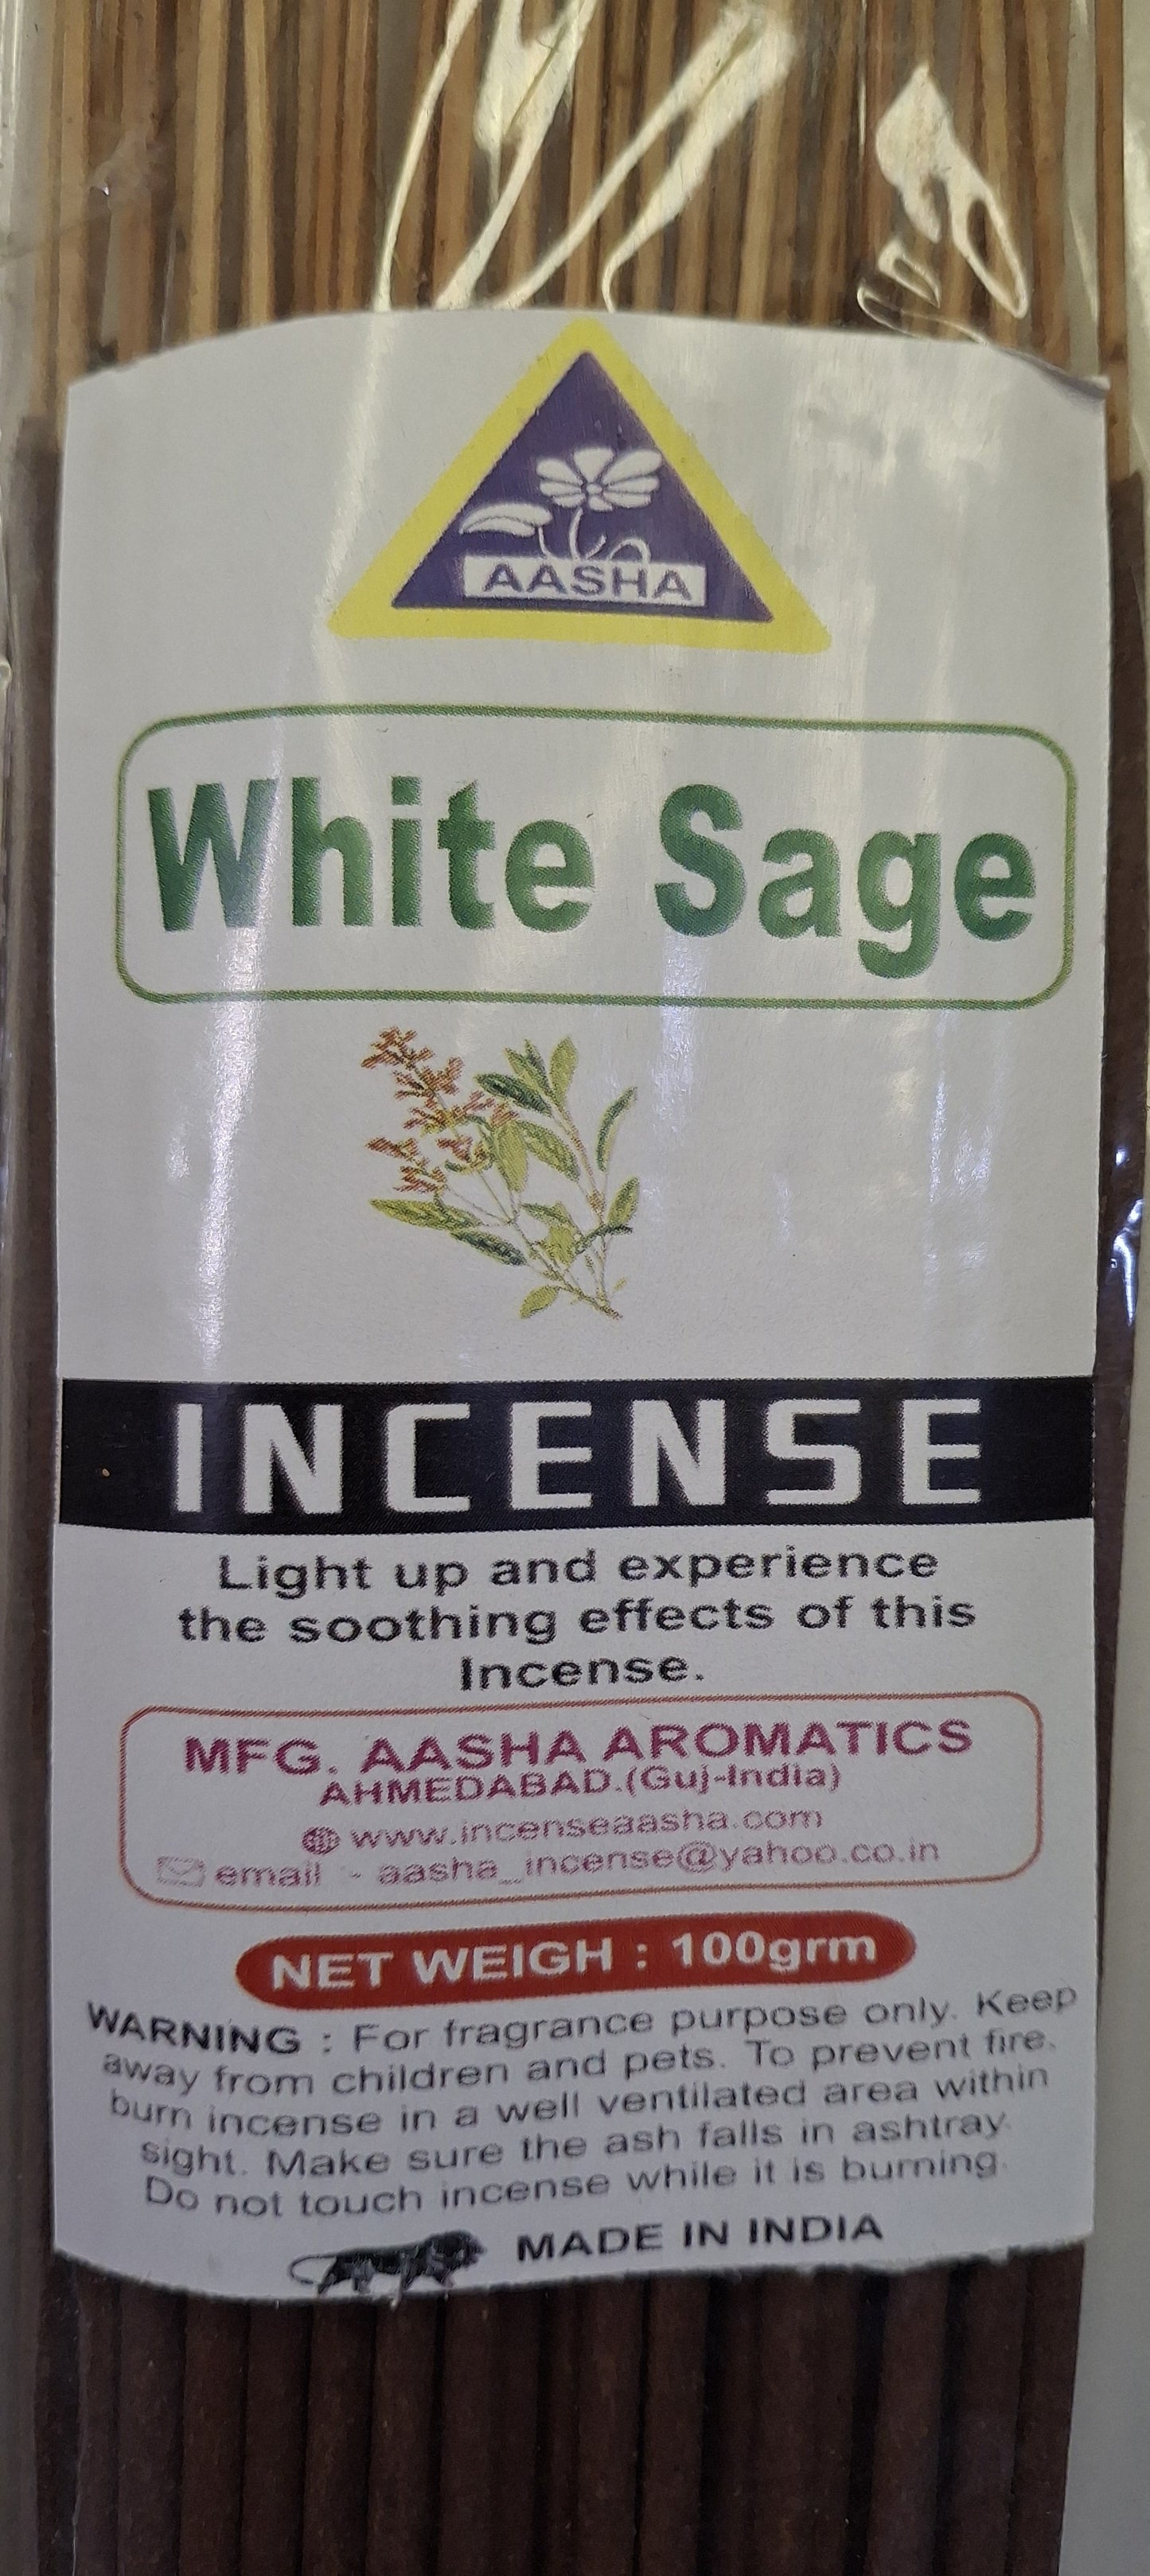 AASHA
White Sage
INCENSE
Light up and experience
the soothing effects of this
Incense.
MFG. AASHA AROMATICS
AHMEDABAD.(Guj-India)
www.incenseaasha.com
email :- aasha_incense@yahoo.co.in
NET WEIGH : 100grm
WARNING : For fragrance purpose only. Keep
away from children and pets. To prevent fire,
burn incense in a well ventilated area within
sight. Make sure the ash falls in ashtray.
Do not touch incense while it is burning.
MADE IN INDIA